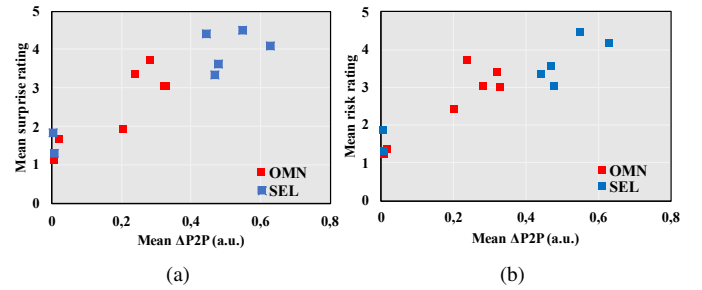 5
4
3
2
1
0
Mean surprise rating
0
0,2
0,4
0,6
0,8
Mean ΔP2P (a.u.)
OMN
SEL
(a)
5
4
3
2
1
0
Mean risk rating
0
0,2
0,4
0,6
0,8
Mean ΔP2P (a.u.)
OMN
SEL
(b)